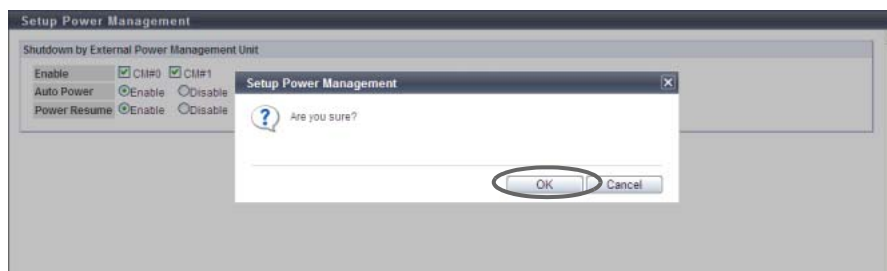 Setup Power Management
Shutdown by External Power Management Unit
Enable CM#0 CM#1
Auto Power Enable Disable
Power Resume Enable Disable
Setup Power Management
Are you sure?
OK Cancel